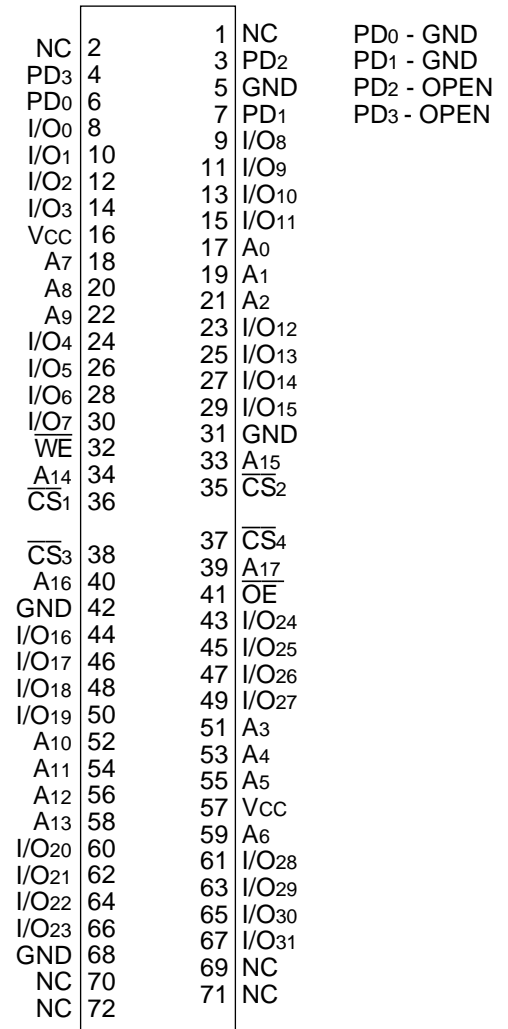 1 NC PD0 - GND
NC 2
3 PD2 PD1 - GND
PD3 4
5 GND PD2 - OPEN
PD0 6
7 PD1 PD3 - OPEN
I/O0 8
9 I/O8
I/O1 10
11 I/O9
I/O2 12
13 I/O10
I/O3 14
15 I/O11
VCC 16
17 A0
A7 18
19 A1
A8 20
21 A2
A9 22
23 I/O12
I/O4 24
25 I/O13
I/O5 26
27 I/O14
I/O6 28
29 I/O15
I/O7 30
31 GND
W̅E̅ 32
33 A15
A14 34
35 C̅S̅2
C̅S̅1 36
37 C̅S̅4
C̅S̅3 38
39 A17
A16 40
41 O̅E̅
GND 42
43 I/O24
I/O16 44
45 I/O25
I/O17 46
47 I/O26
I/O18 48
49 I/O27
I/O19 50
51 A3
A10 52
53 A4
A11 54
55 A5
A12 56
57 VCC
A13 58
59 A6
I/O20 60
61 I/O28
I/O21 62
63 I/O29
I/O22 64
65 I/O30
I/O23 66
67 I/O31
GND 68
69 NC
NC 70
71 NC
NC 72